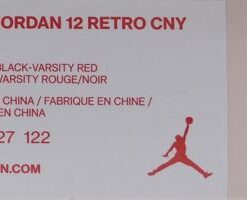 ORDAN 12 RETRO CNY
BLACK-VARSITY RED
VARSITY ROUGE/NOIR
CHINA / FABRIQUE EN CHINE /
EN CHINA
27 122
N.COM